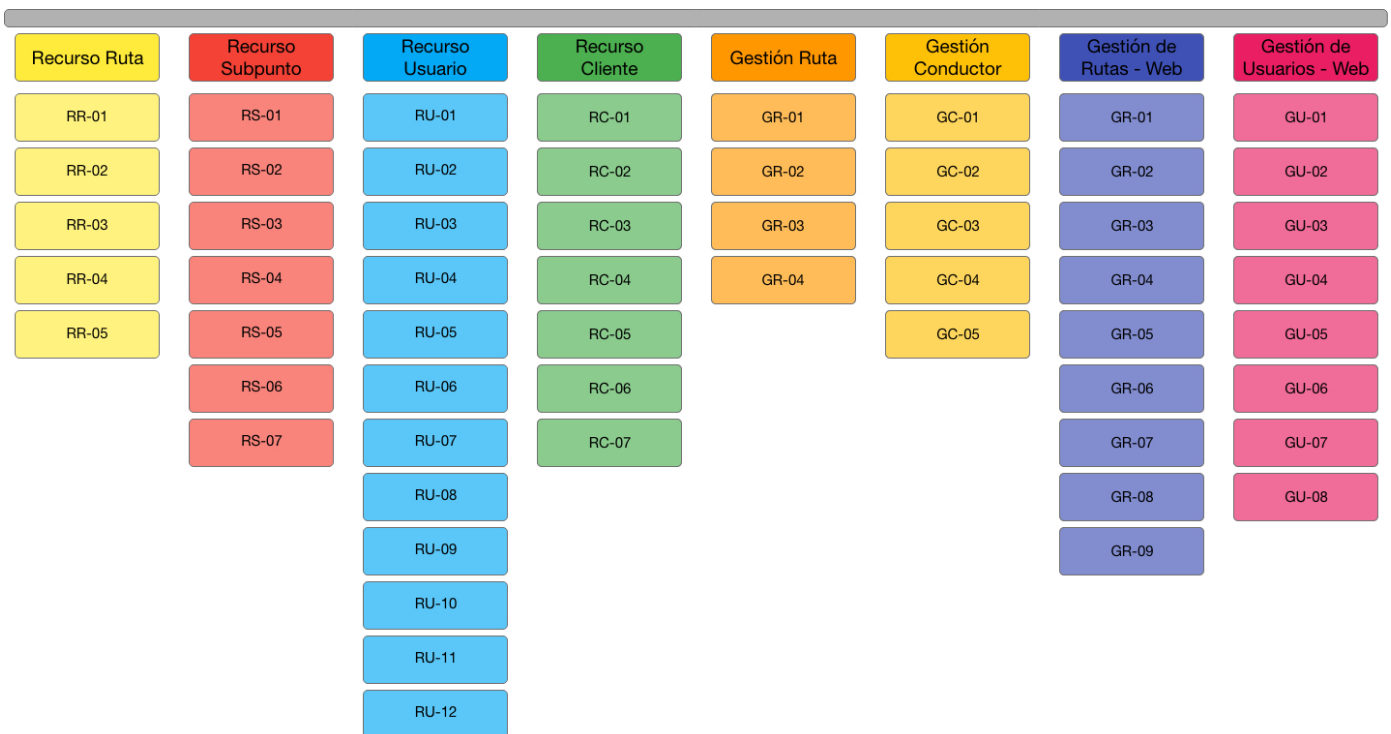 Recurso Ruta
Recurso
Subpunto
Recurso
Usuario
Recurso
Cliente
Gestión Ruta
Gestión
Conductor
Gestión de
Rutas - Web
Gestión de
Usuarios - Web
RR-01
RS-01
RU-01
RC-01
GR-01
GC-01
GR-01
GU-01
RR-02
RS-02
RU-02
RC-02
GR-02
GC-02
GR-02
GU-02
RR-03
RS-03
RU-03
RC-03
GR-03
GC-03
GR-03
GU-03
RR-04
RS-04
RU-04
RC-04
GR-04
GC-04
GR-04
GU-04
RR-05
RS-05
RU-05
RC-05
GC-05
GR-05
GU-05
RS-06
RU-06
RC-06
GR-06
GU-06
RS-07
RU-07
RC-07
GR-07
GU-07
RU-08
GR-08
GU-08
RU-09
GR-09
RU-10
RU-11
RU-12